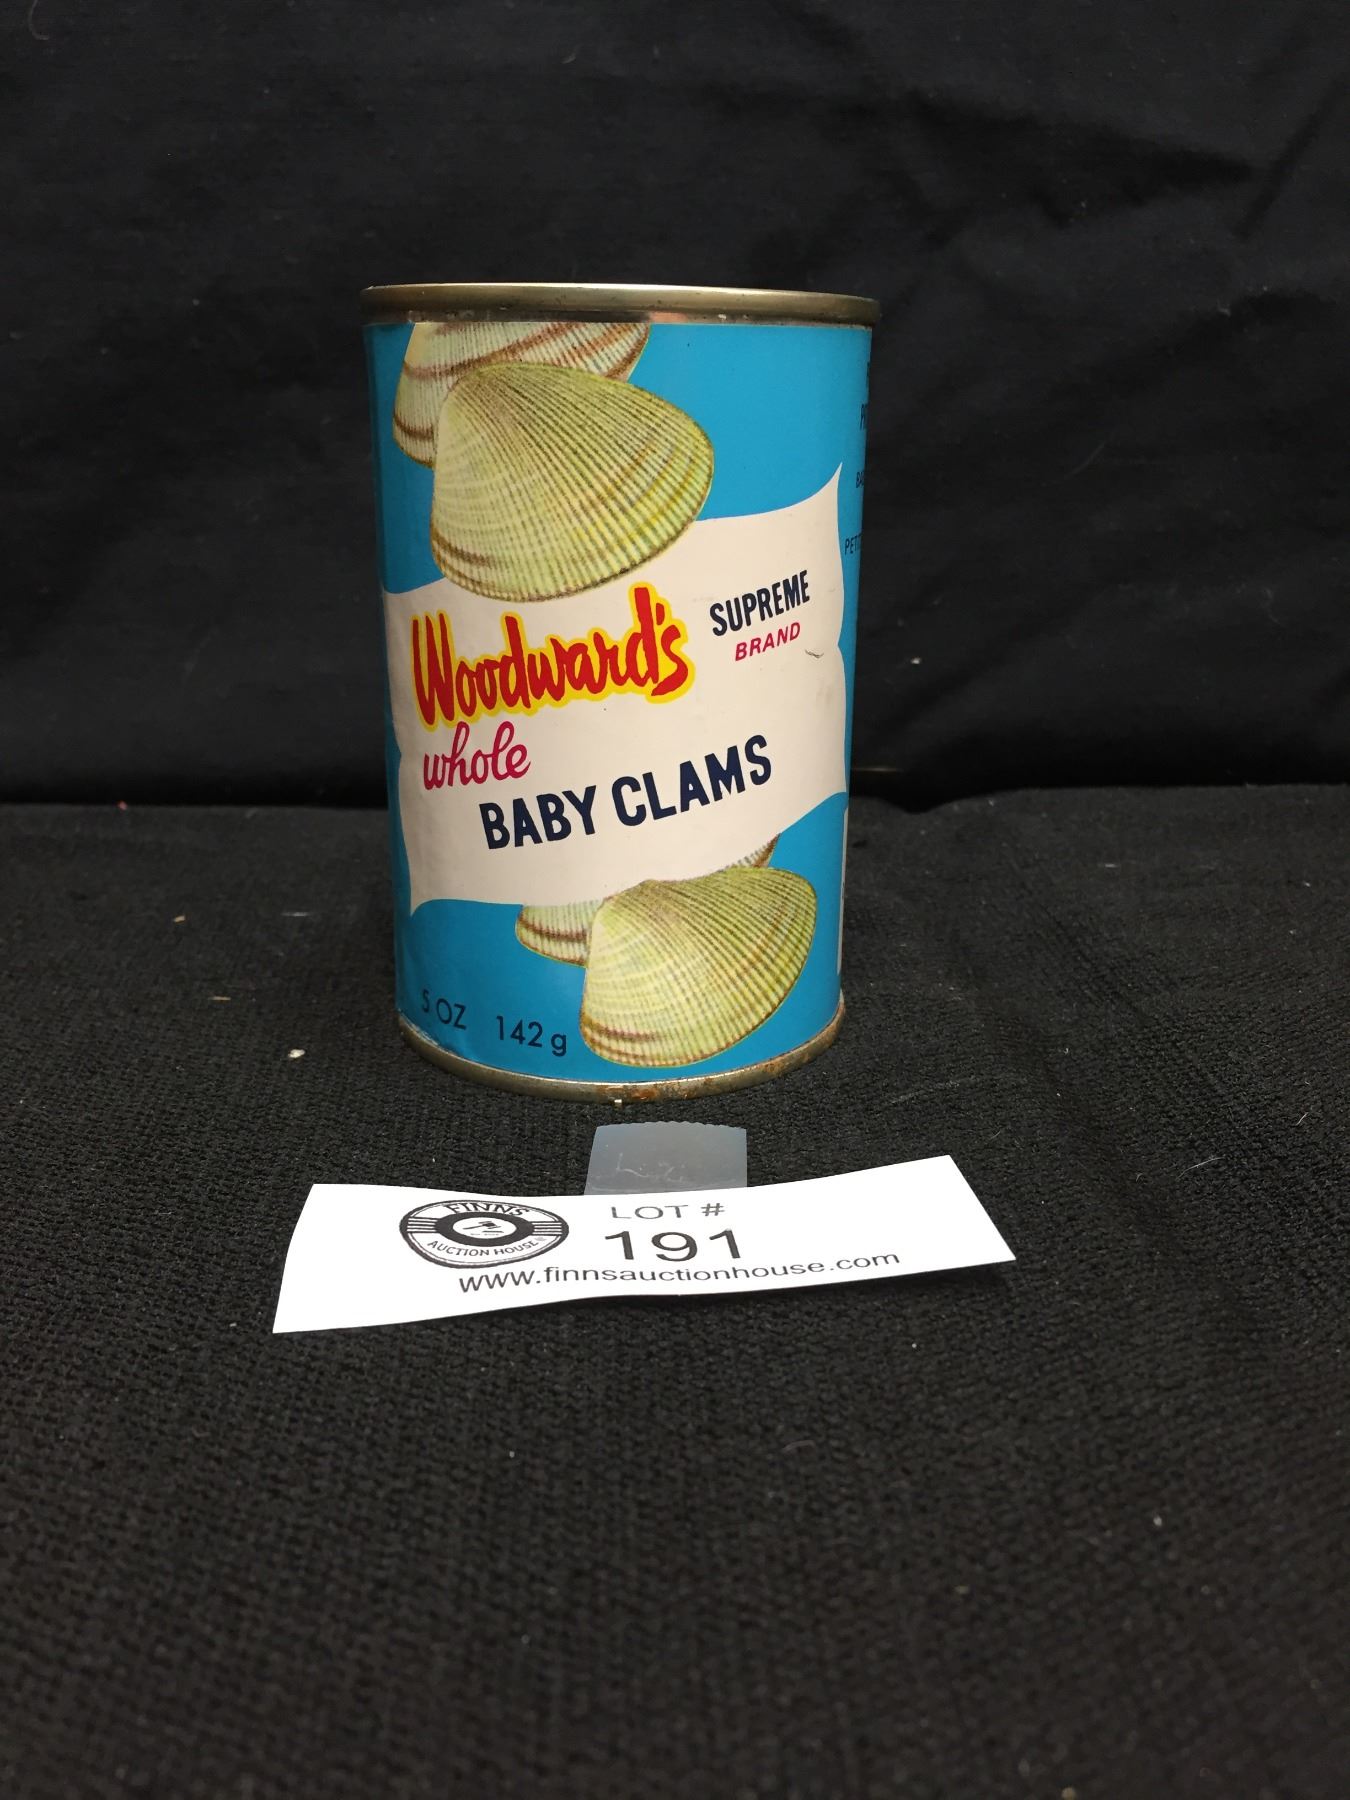 Woodward's
SUPREME
BRAND
whole
BABY CLAMS
5 OZ 142 g
FINNS
AUCTION HOUSE
LOT #
191
www.finnsauctionhouse.com